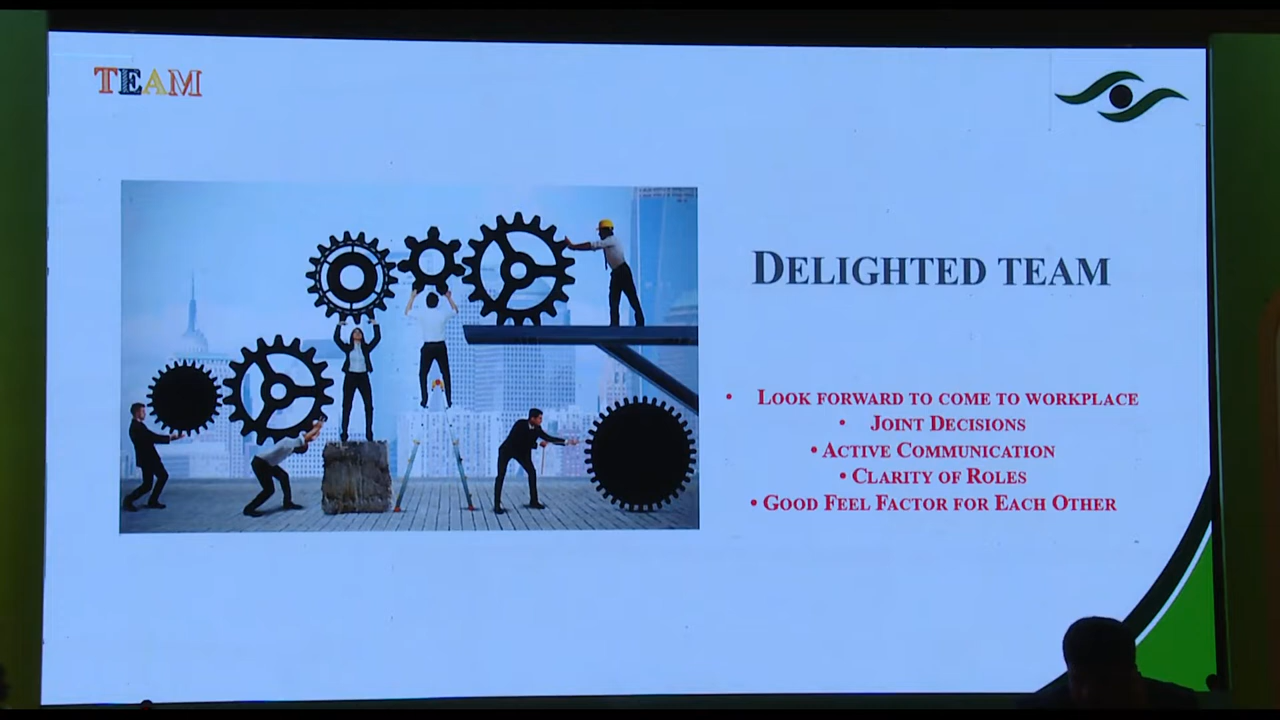 TEAM
DELIGHTED TEAM
• LOOK FORWARD TO COME TO WORKPLACE
• JOINT DECISIONS
• ACTIVE COMMUNICATION
• CLARITY OF ROLES
• GOOD FEEL FACTOR FOR EACH OTHER